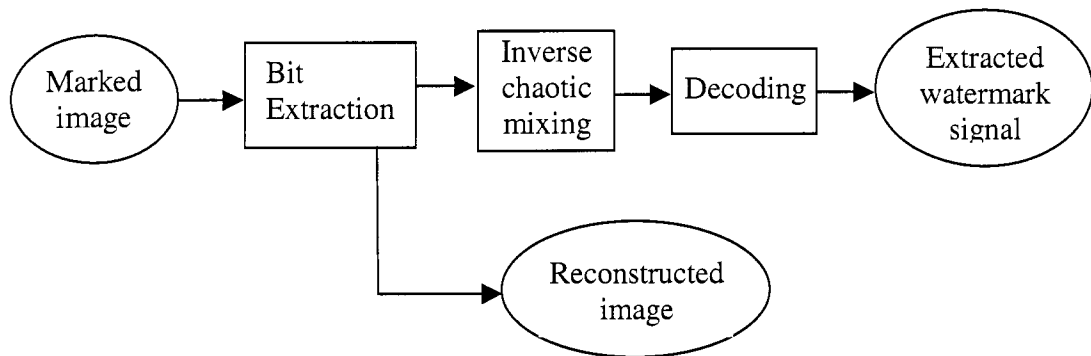 Marked
image
Bit
Extraction
Inverse
chaotic
mixing
Decoding
Extracted
watermark
signal
Reconstructed
image